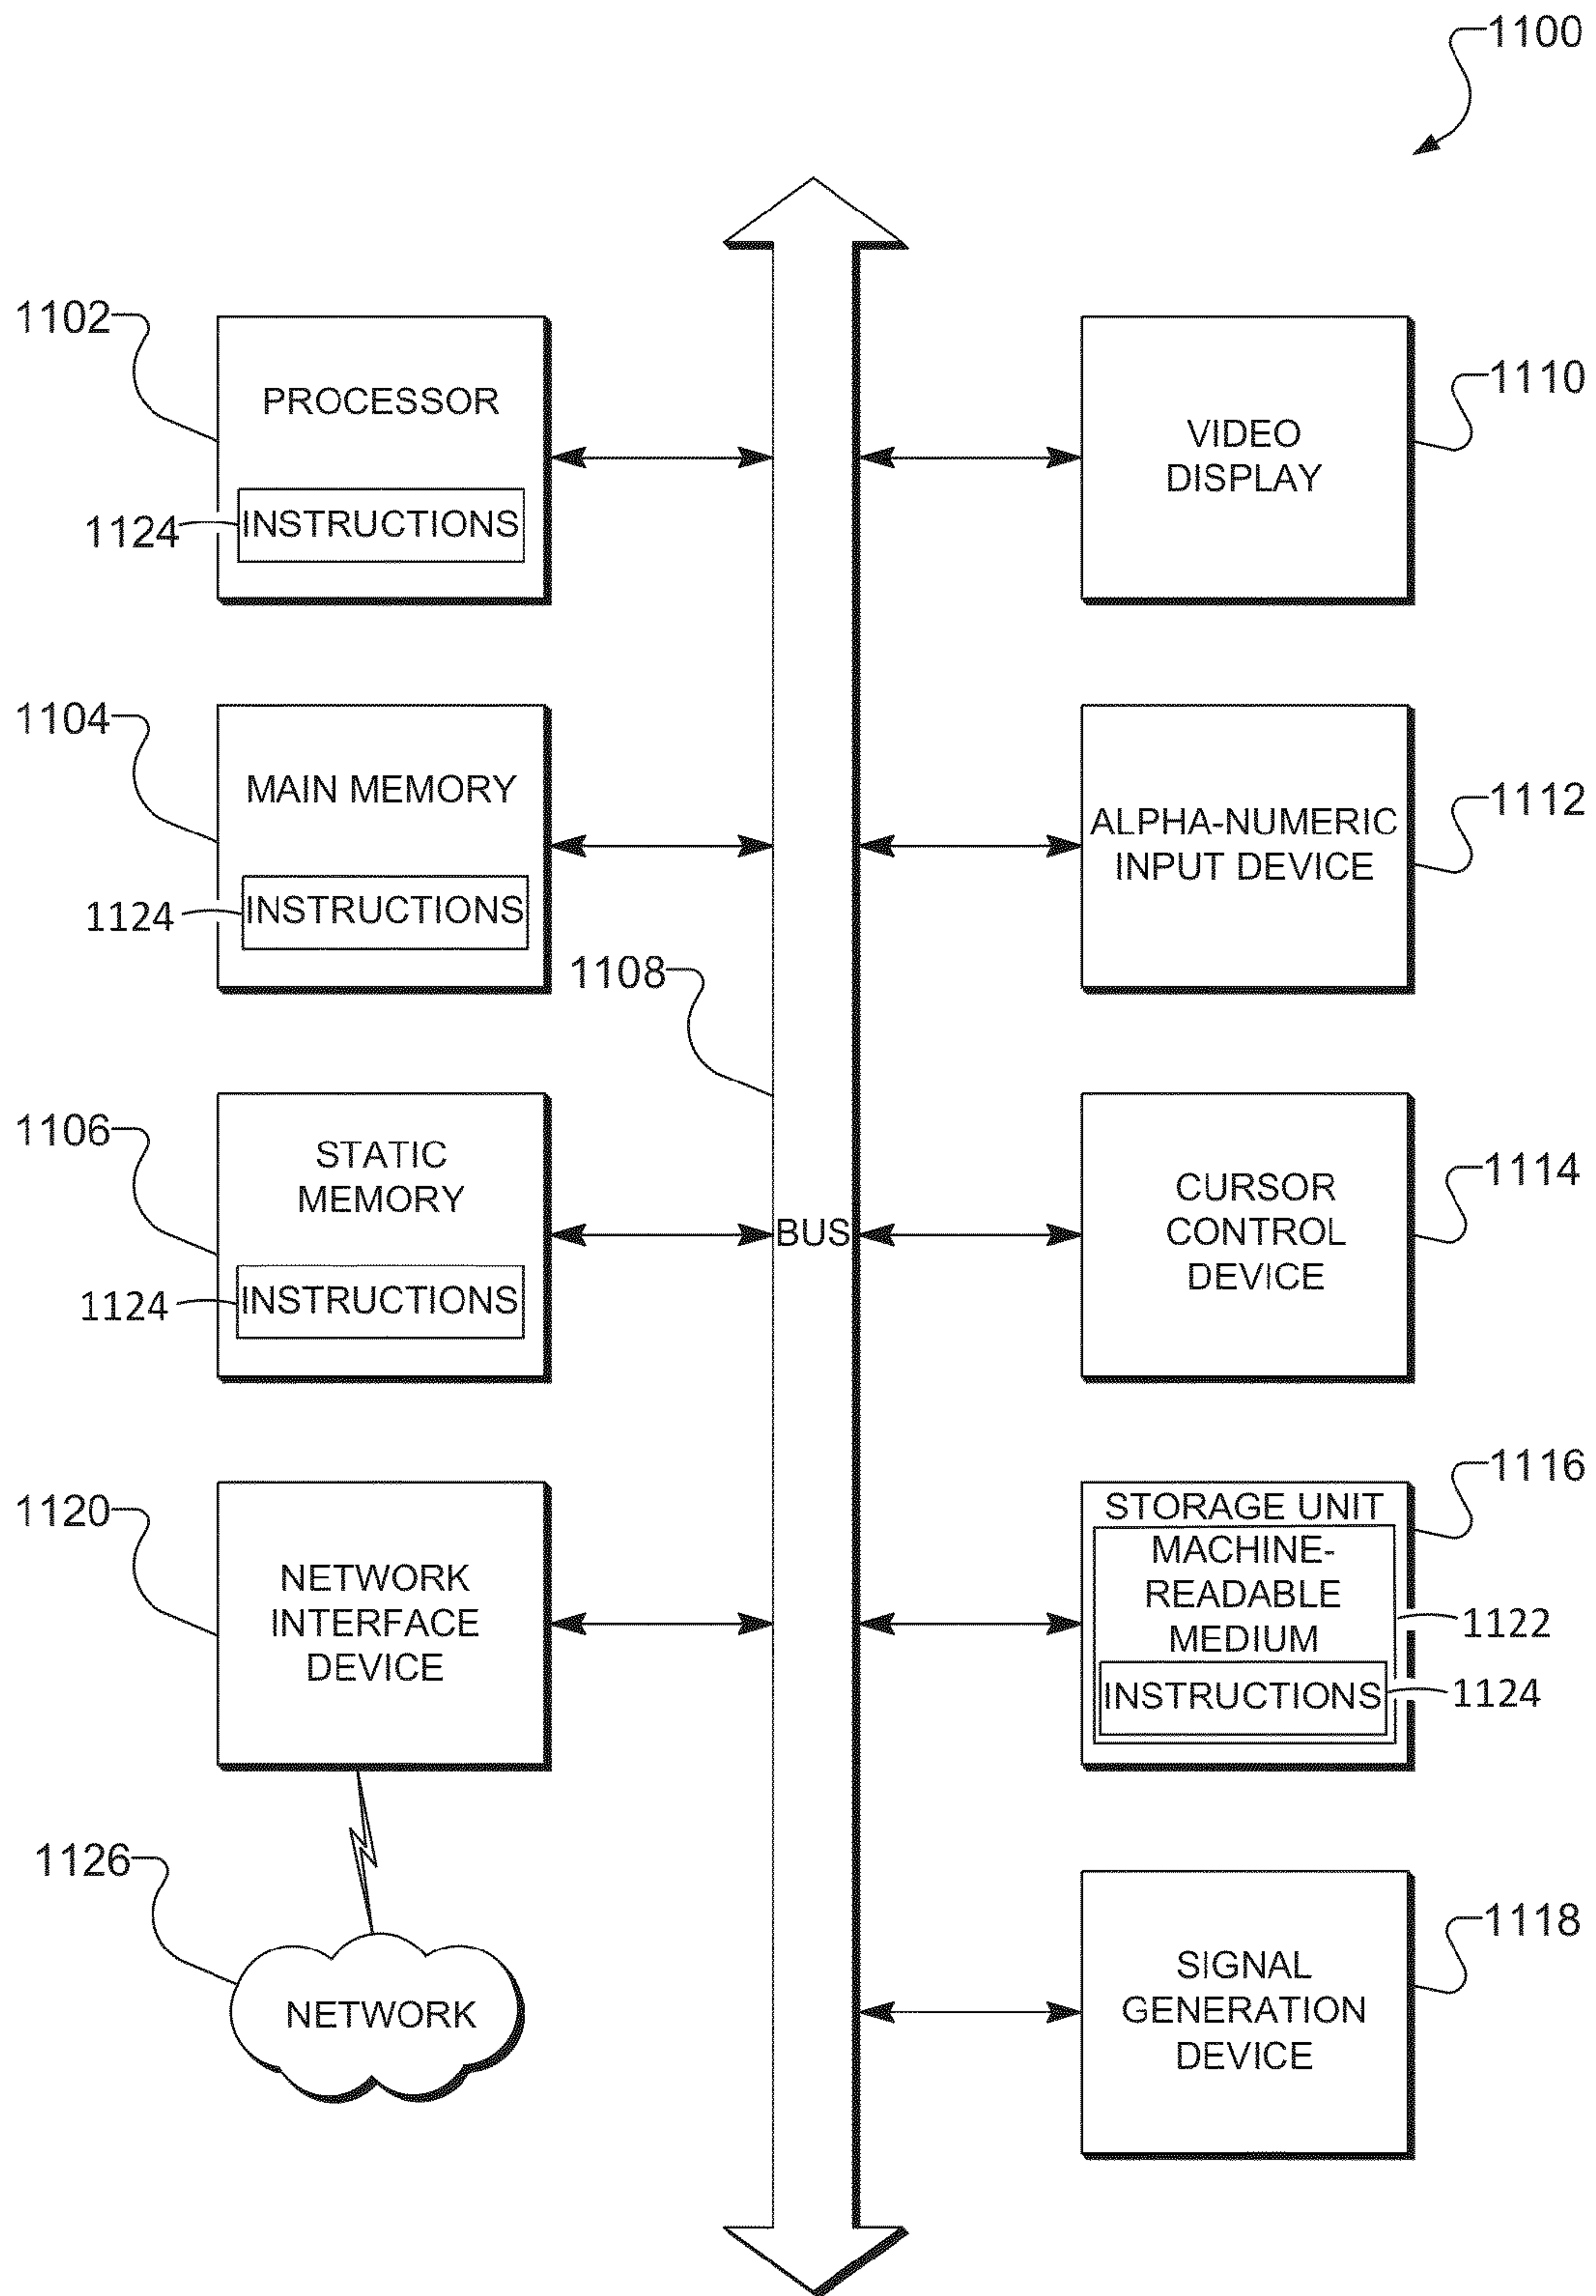 1100
1102
PROCESSOR
1124
INSTRUCTIONS
1104
MAIN MEMORY
1124
INSTRUCTIONS
1108
1106
STATIC
MEMORY
1124
INSTRUCTIONS
1120
NETWORK
INTERFACE
DEVICE
1126
NETWORK
BUS
1110
VIDEO
DISPLAY
1112
ALPHA-NUMERIC
INPUT DEVICE
1114
CURSOR
CONTROL
DEVICE
1116
STORAGE UNIT
MACHINE-
READABLE
MEDIUM
1122
INSTRUCTIONS
1124
1118
SIGNAL
GENERATION
DEVICE